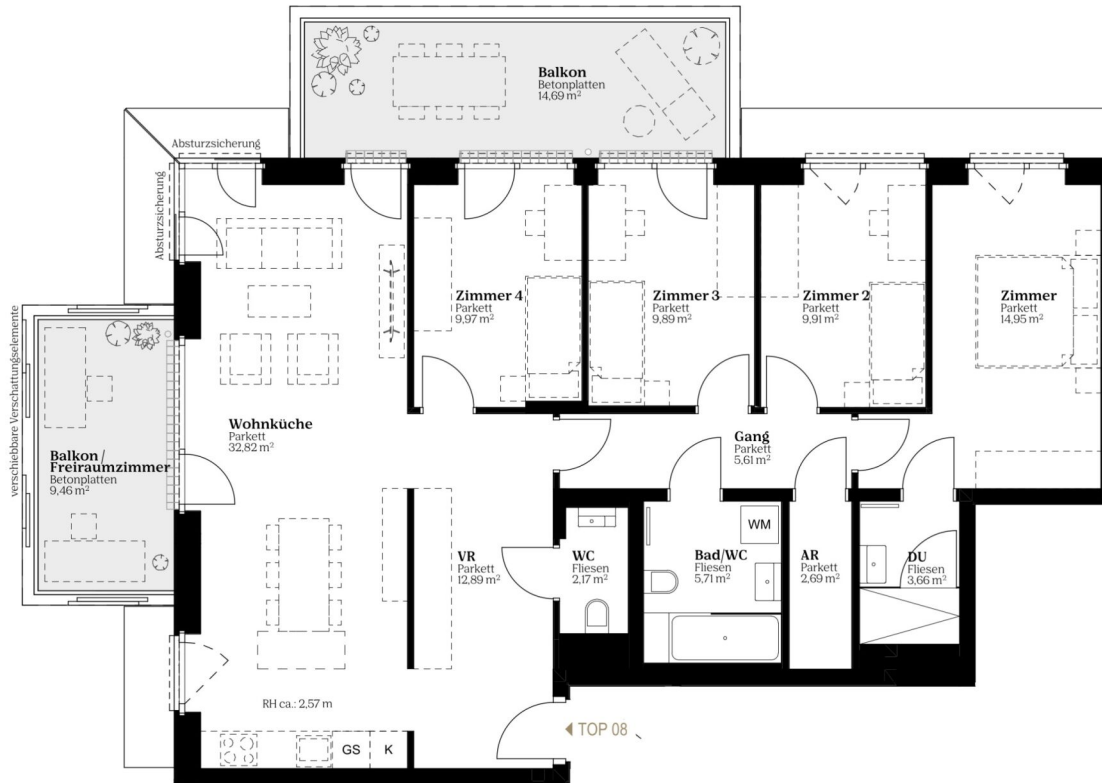 Balkon
Betonplatten
14,69 m²
Absturzsicherung
Absturzsicherung
verschiebbare Verschattungselemente
Zimmer 4
Parkett
9,97 m²
Zimmer 3
Parkett
9,89 m²
Zimmer 2
Parkett
9,91 m²
Zimmer
Parkett
14,95 m²
Wohnküche
Parkett
32,82 m²
Gang
Parkett
5,61 m²
Balkon/
Freiraumzimmer
Betonplatten
9,46 m²
VR
Parkett
12,89 m²
WC
Fliesen
2,17 m²
Bad/WC
Fliesen
5,71 m²
WM
AR
Parkett
2,69 m²
DU
Fliesen
3,66 m²
RH ca.: 2,57 m
TOP 08
GS
K